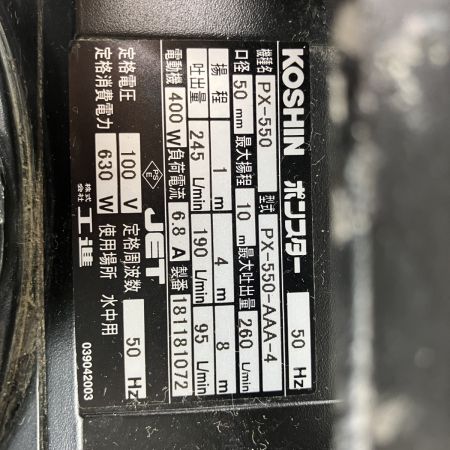 KOSHIN ポンスター 50 Hz
機種名 PX-550 型式 PX-550-AAA-4
口径 50 mm 最大揚程 10 m 最大吐出量 260 L/min
揚程 1 m 4 m 8 m
吐出量 245 L/min 190 L/min 95 L/min
電動機 400 W 負荷電流 6.8 A 製番 181181072
PSE JET
定格電圧 100 V 定格周波数 50 Hz
定格消費電力 630 W 使用場所 水中用
株式会社 工進
039042003